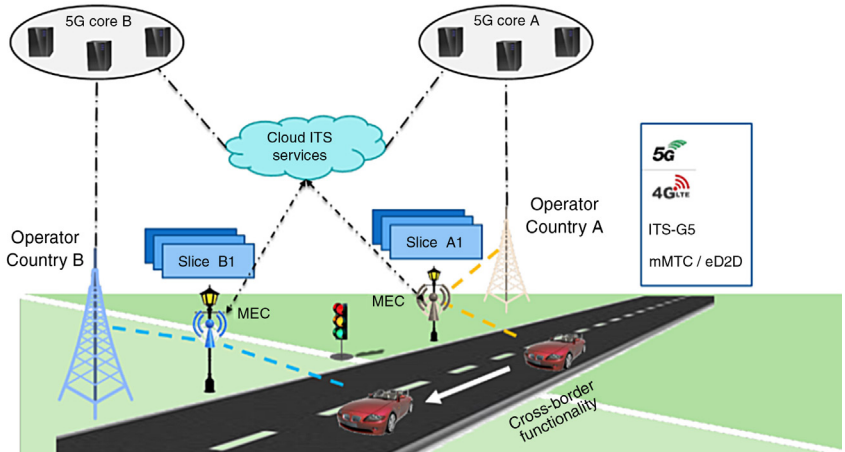 5G core B
5G core A
Cloud ITS
services
5G
4G LTE
ITS-G5
mMTC / eD2D
Operator
Country A
Operator
Country B
Slice B1
Slice A1
MEC
MEC
Cross-border
functionality